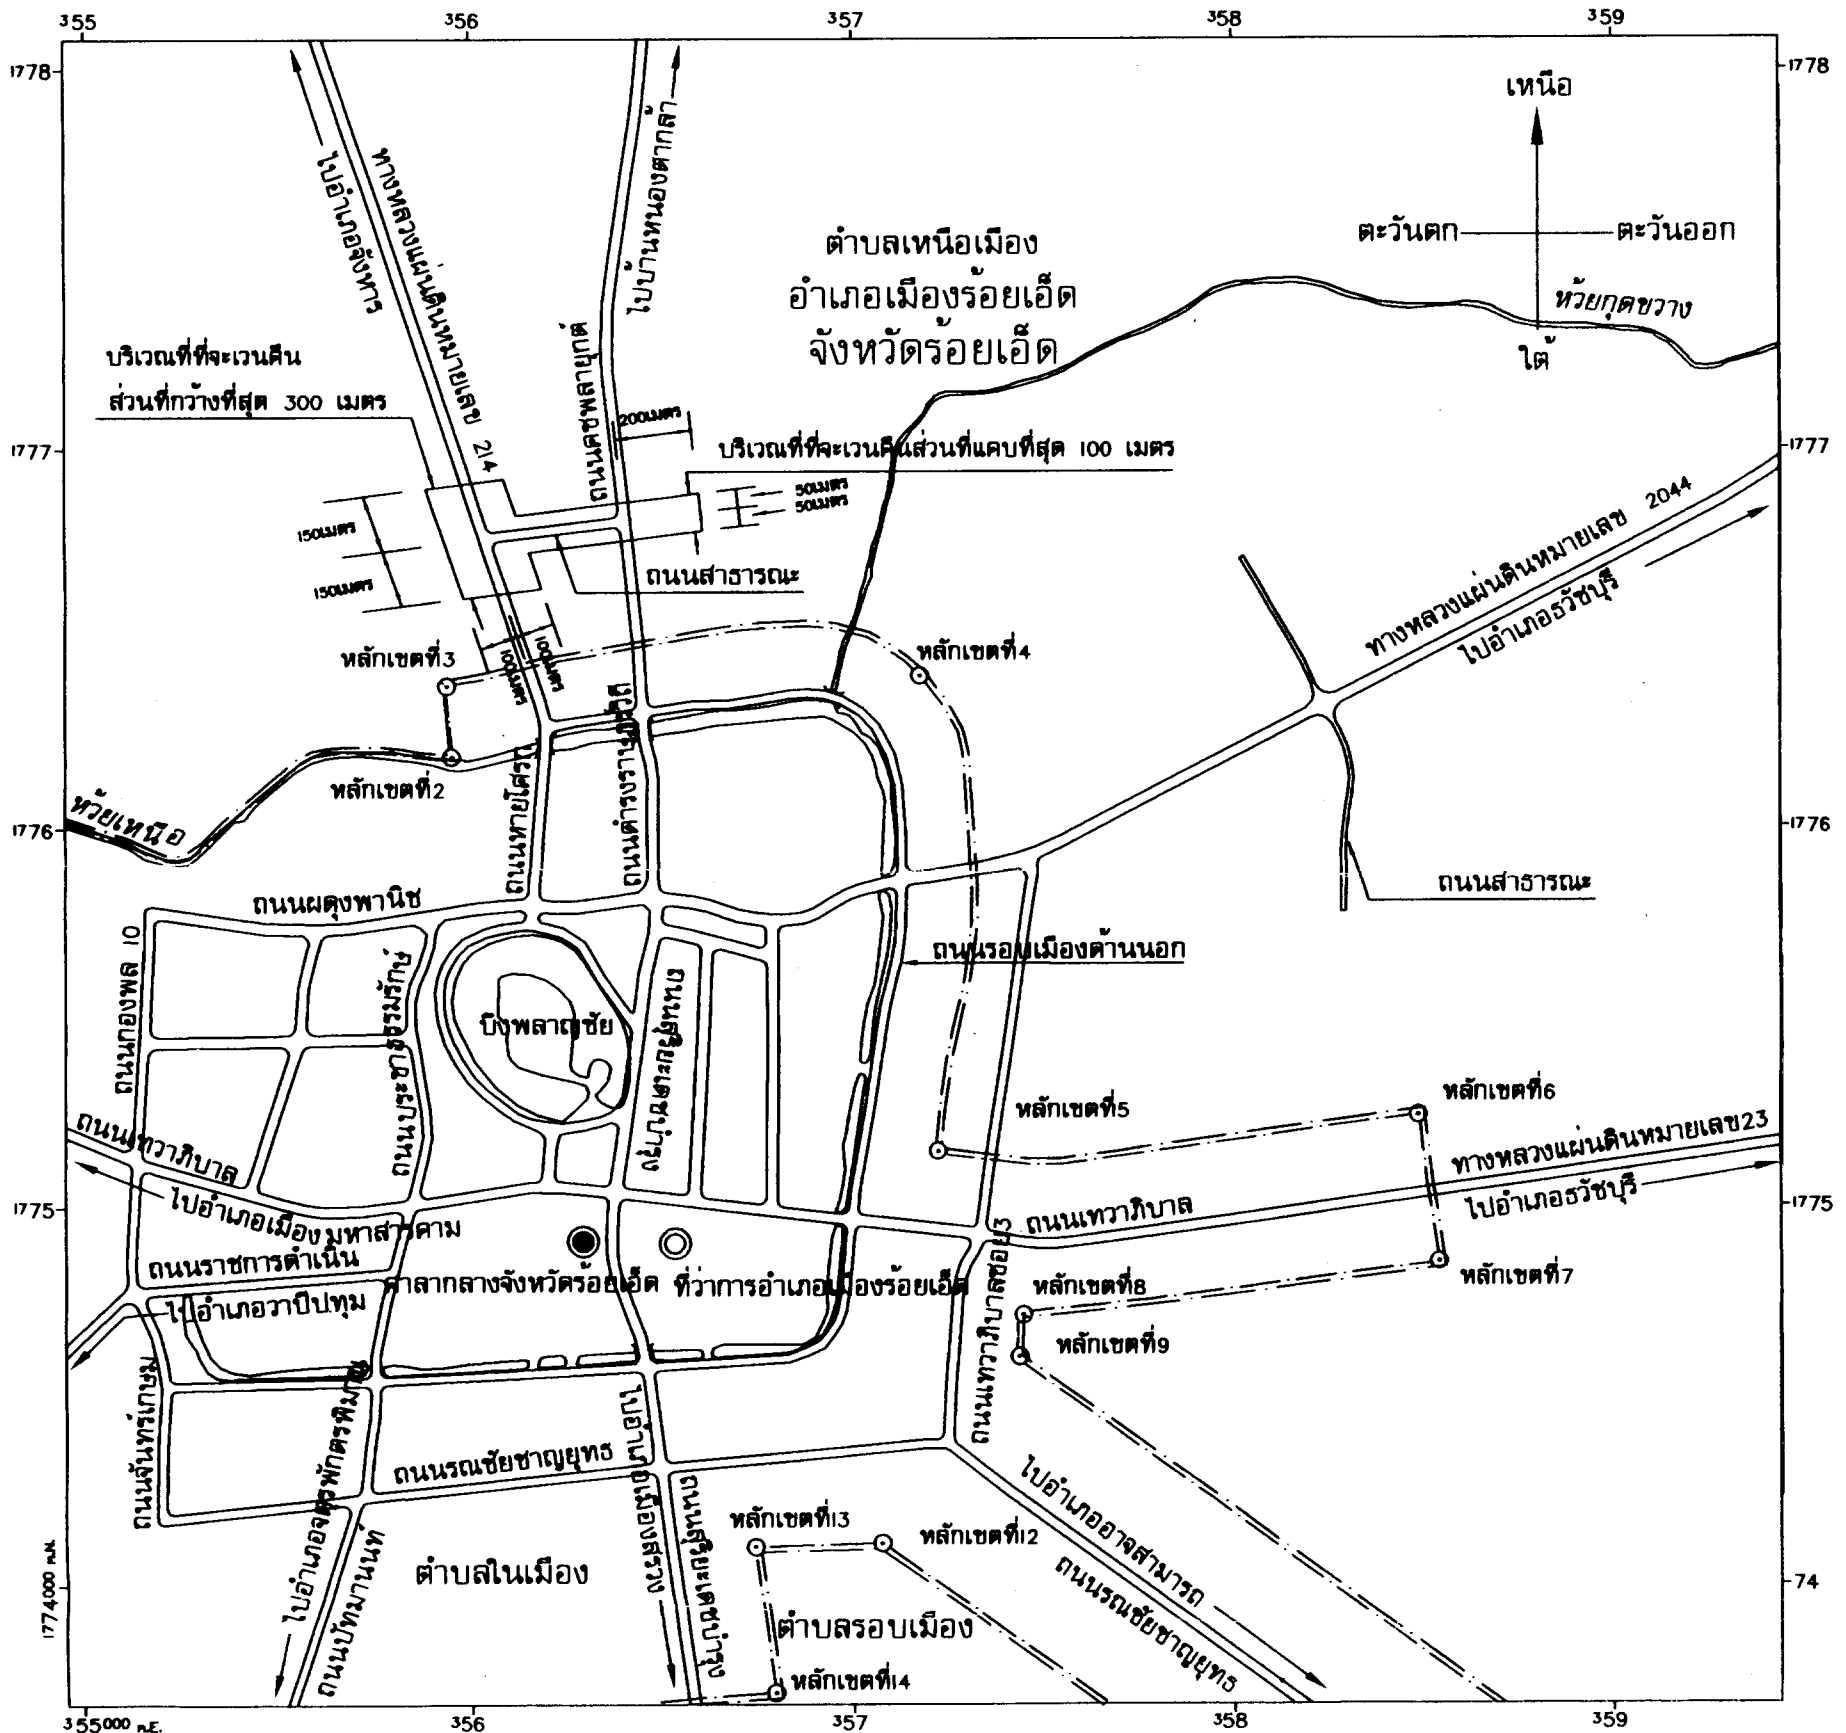 355 356 357 358 359
1778 1778
เหนือ
ตะวันตก ตะวันออก
ใต้
ห้วยกุดขวาง
ไปอำเภอจังหาร
ทางหลวงแผ่นดินหมายเลข 214
ไปบ้านหนองตากล้า
ตำบลเหนือเมือง
อำเภอเมืองร้อยเอ็ด
จังหวัดร้อยเอ็ด
บริเวณที่ที่จะเวนคืน
ส่วนที่กว้างที่สุด 300 เมตร
ถนนคชพลายุกต์
200เมตร
1777 1777
บริเวณที่ที่จะเวนคืนส่วนที่แคบที่สุด 100 เมตร
50เมตร
50เมตร
150เมตร
150เมตร
ถนนสาธารณะ
ทางหลวงแผ่นดินหมายเลข 2044
ไปอำเภอธวัชบุรี
100เมตร
100เมตร
หลักเขตที่3
หลักเขตที่4
หลักเขตที่2
ห้วยเหนือ
1776 1776
ถนนหายโศรก
ถนนดำรงราษฎร์วิถี
ถนนสาธารณะ
ถนนผดุงพานิช
ถนนกองพล 10
ถนนประชาธรรมรักษ์
ถนนรอบเมืองด้านนอก
บึงพลาญชัย
ถนนสุริยะเดชบำรุง
หลักเขตที่5
หลักเขตที่6
ถนนเทวาภิบาล
ทางหลวงแผ่นดินหมายเลข23
ไปอำเภอธวัชบุรี
1775 1775
ไปอำเภอเมืองมหาสารคาม
ถนนเทวาภิบาล
ถนนราชการดำเนิน
ศาลากลางจังหวัดร้อยเอ็ด ที่ว่าการอำเภอเมืองร้อยเอ็ด
หลักเขตที่7
หลักเขตที่8
ไปอำเภอวาปีปทุม
หลักเขตที่9
ถนนเทวาภิบาลซอย3
ถนนจันทร์เกษม
ไปอำเภอจตุรพักตรพิมาน
ไปอำเภอเมืองสรวง
ถนนรณชัยชาญยุทธ
ถนนสุริยะเดชบำรุง
ไปอำเภออาจสามารถ
หลักเขตที่13
หลักเขตที่12
ถนนปัทมานนท์
ตำบลในเมือง
ถนนรณชัยชาญยุทธ
1774000 ม.N. 74
ตำบลรอบเมือง
หลักเขตที่14
355000 ม.E. 356 357 358 359